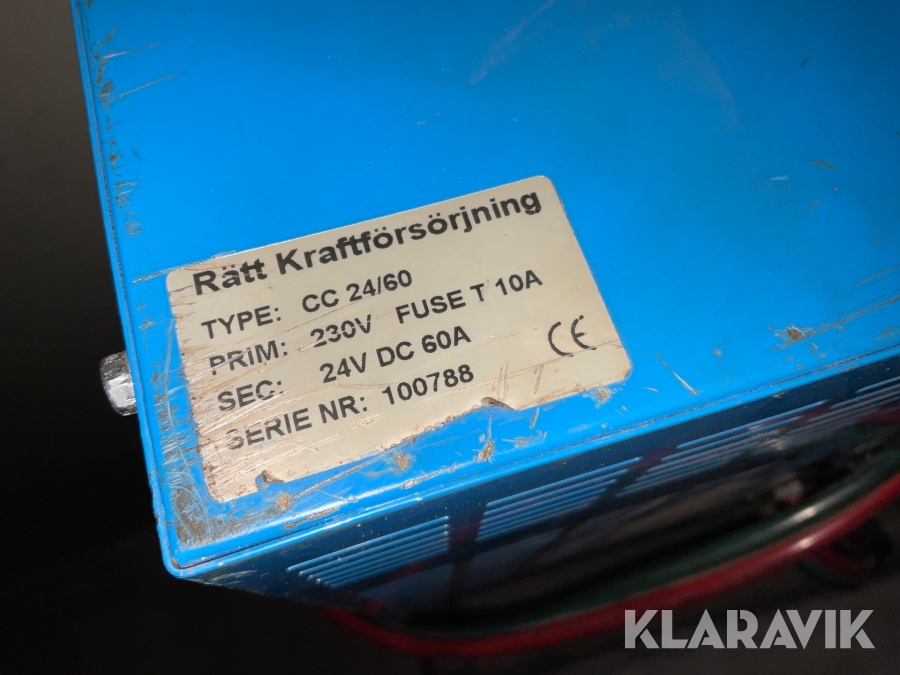 Rätt Kraftförsörjning
TYPE: CC 24/60
PRIM: 230V FUSE T 10A
SEC: 24V DC 60A
SERIE NR: 100788
CE
KLARAVIK